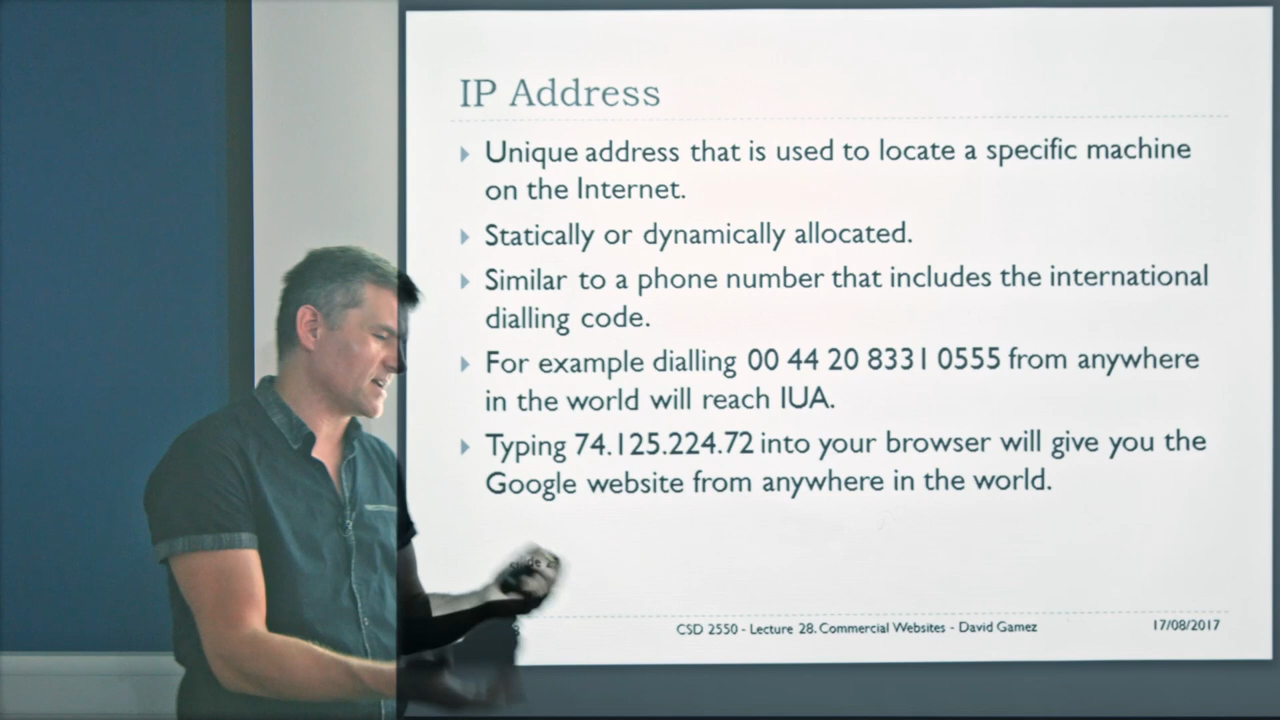 IP Address
Unique address that is used to locate a specific machine
on the Internet.
Statically or dynamically allocated.
Similar to a phone number that includes the international
dialling code.
For example dialling 00 44 20 8331 0555 from anywhere
in the world will reach IUA.
Typing 74.125.224.72 into your browser will give you the
Google website from anywhere in the world.
CSD 2550 - Lecture 28. Commercial Websites - David Gamez
17/08/2017